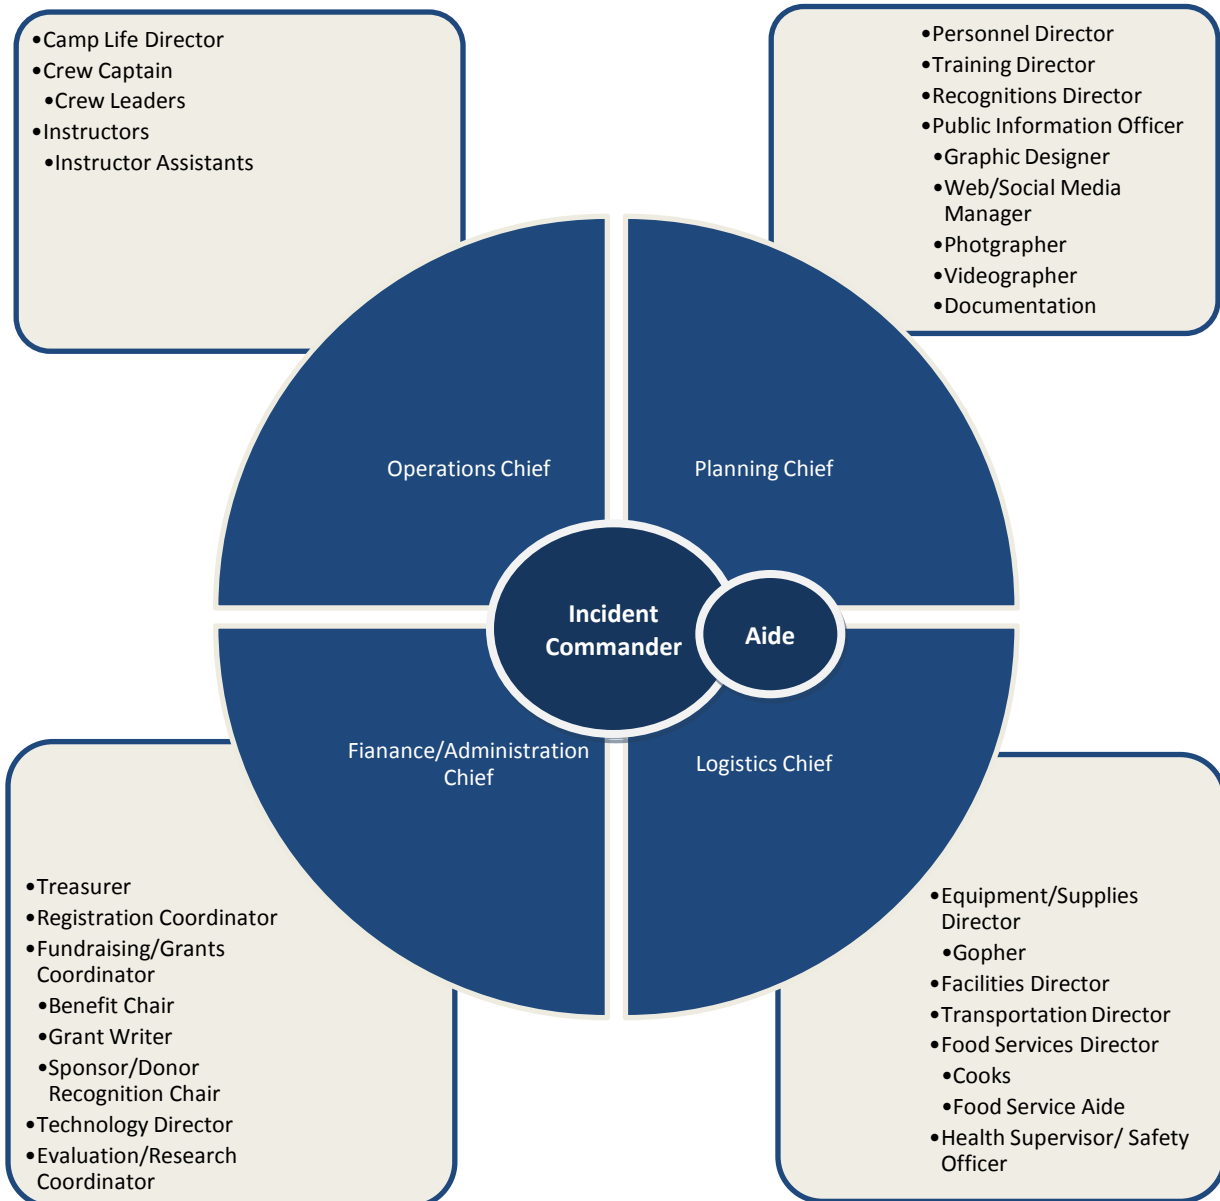 •Camp Life Director
•Crew Captain
•Crew Leaders
•Instructors
•Instructor Assistants
•Personnel Director
•Training Director
•Recognitions Director
•Public Information Officer
•Graphic Designer
•Web/Social Media
Manager
•Photgrapher
•Videographer
•Documentation
Operations Chief
Planning Chief
Incident
Commander
Aide
Fianance/Administration
Chief
Logistics Chief
•Treasurer
•Registration Coordinator
•Fundraising/Grants
Coordinator
•Benefit Chair
•Grant Writer
•Sponsor/Donor
Recognition Chair
•Technology Director
•Evaluation/Research
Coordinator
•Equipment/Supplies
Director
•Gopher
•Facilities Director
•Transportation Director
•Food Services Director
•Cooks
•Food Service Aide
•Health Supervisor/ Safety
Officer